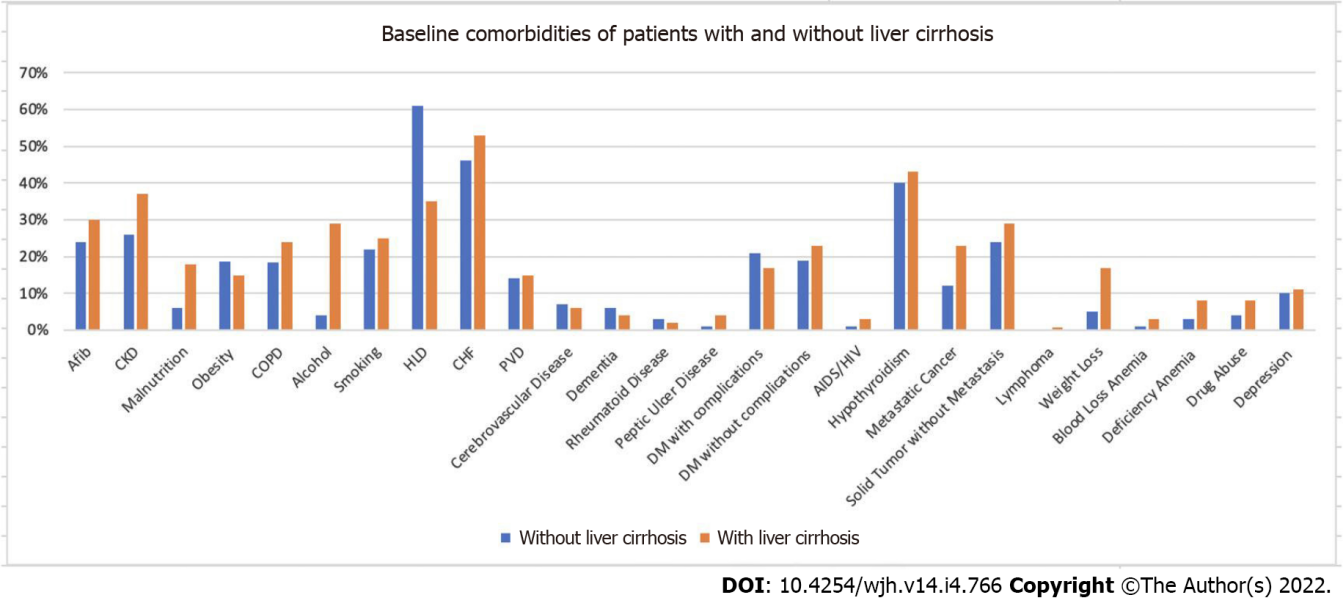 Baseline comorbidities of patients with and without liver cirrhosis
70%
60%
50%
40%
30%
20%
10%
0%
Afib
CKD
Malnutrition
Obesity
COPD
Alcohol
Smoking
HLD
CHF
PVD
Cerebrovascular Disease
Dementia
Rheumatoid Disease
Peptic Ulcer Disease
DM with complications
DM without complications
AIDS/HIV
Hypothyroidism
Metastatic Cancer
Solid Tumor without Metastasis
Lymphoma
Weight Loss
Blood Loss Anemia
Deficiency Anemia
Drug Abuse
Depression
Without liver cirrhosis With liver cirrhosis
DOI: 10.4254/wjh.v14.i4.766 Copyright ©The Author(s) 2022.